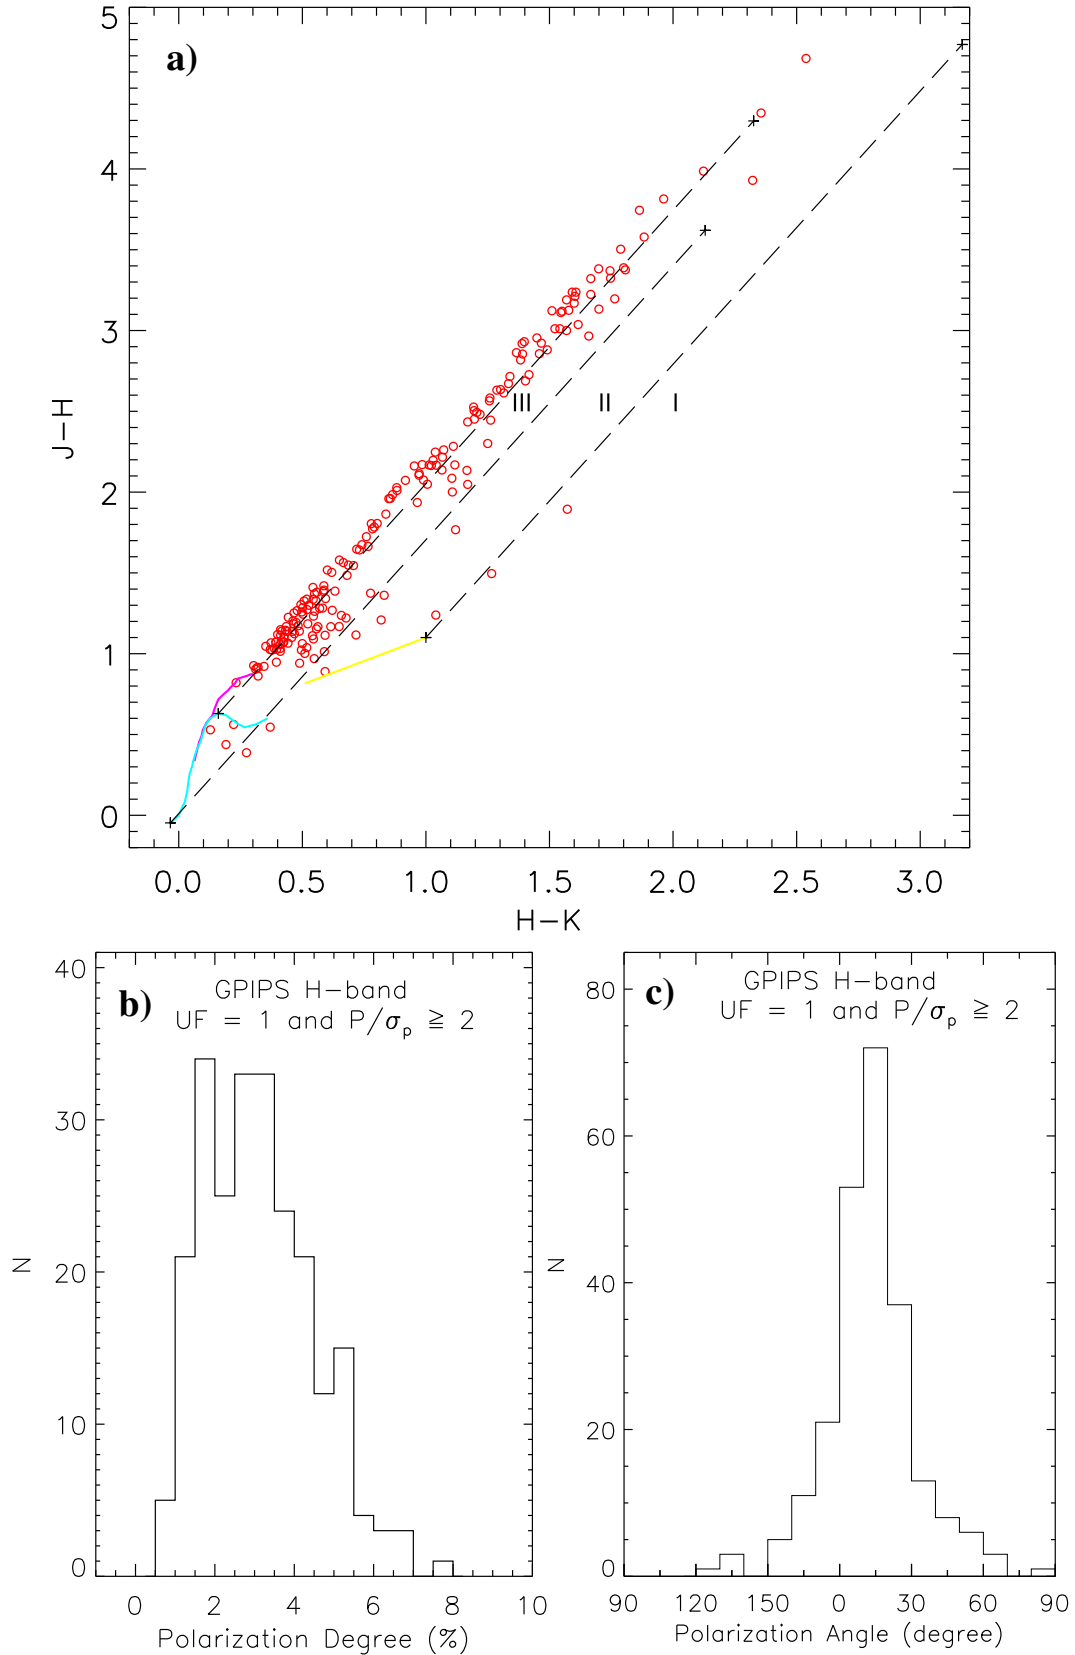 5
a)
4
3
III II I
J-H
2
1
0
0.0 0.5 1.0 1.5 2.0 2.5 3.0
H-K
40
b)
GPIPS H-band
UF = 1 and P/σp ≧ 2
30
N
20
10
0
0 2 4 6 8 10
Polarization Degree (%)
80
c)
GPIPS H-band
UF = 1 and P/σp ≧ 2
60
N
40
20
0
90 120 150 0 30 60 90
Polarization Angle (degree)